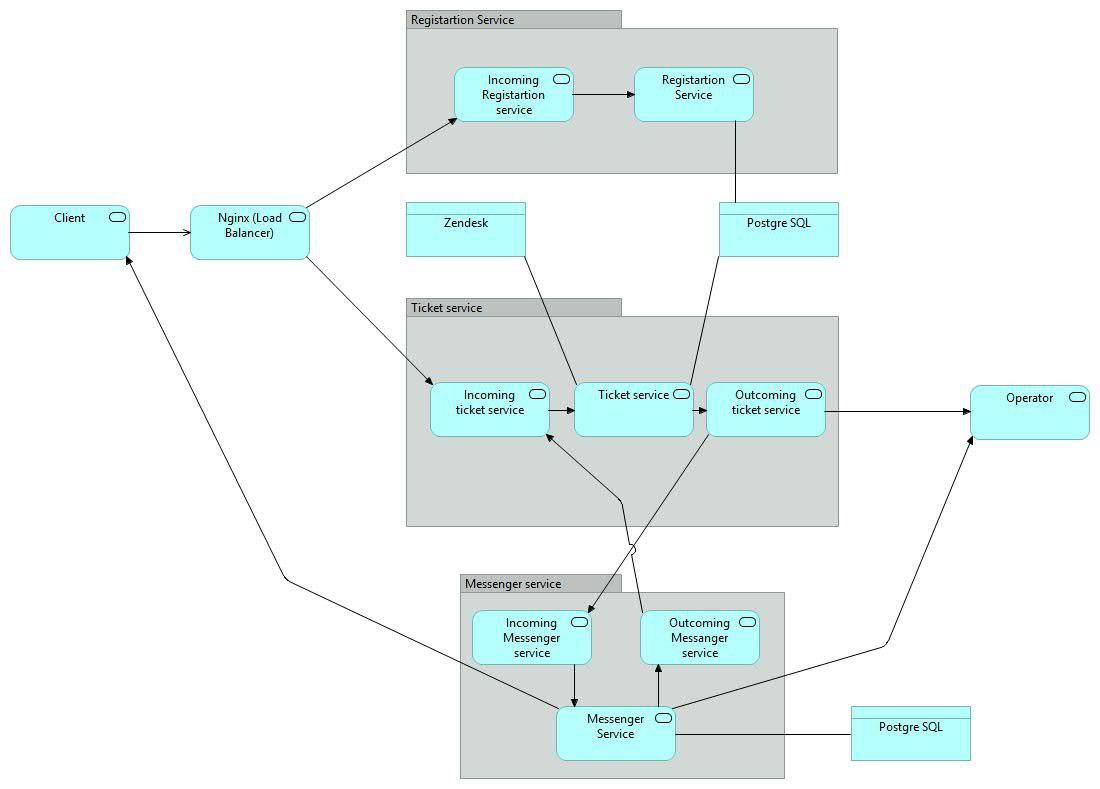 Registartion Service
Incoming
Registartion
service
Registartion
Service
Client
Nginx (Load
Balancer)
Zendesk
Postgre SQL
Ticket service
Incoming
ticket service
Ticket service
Outcoming
ticket service
Operator
Messenger service
Incoming
Messenger
service
Outcoming
Messanger
service
Messenger
Service
Postgre SQL